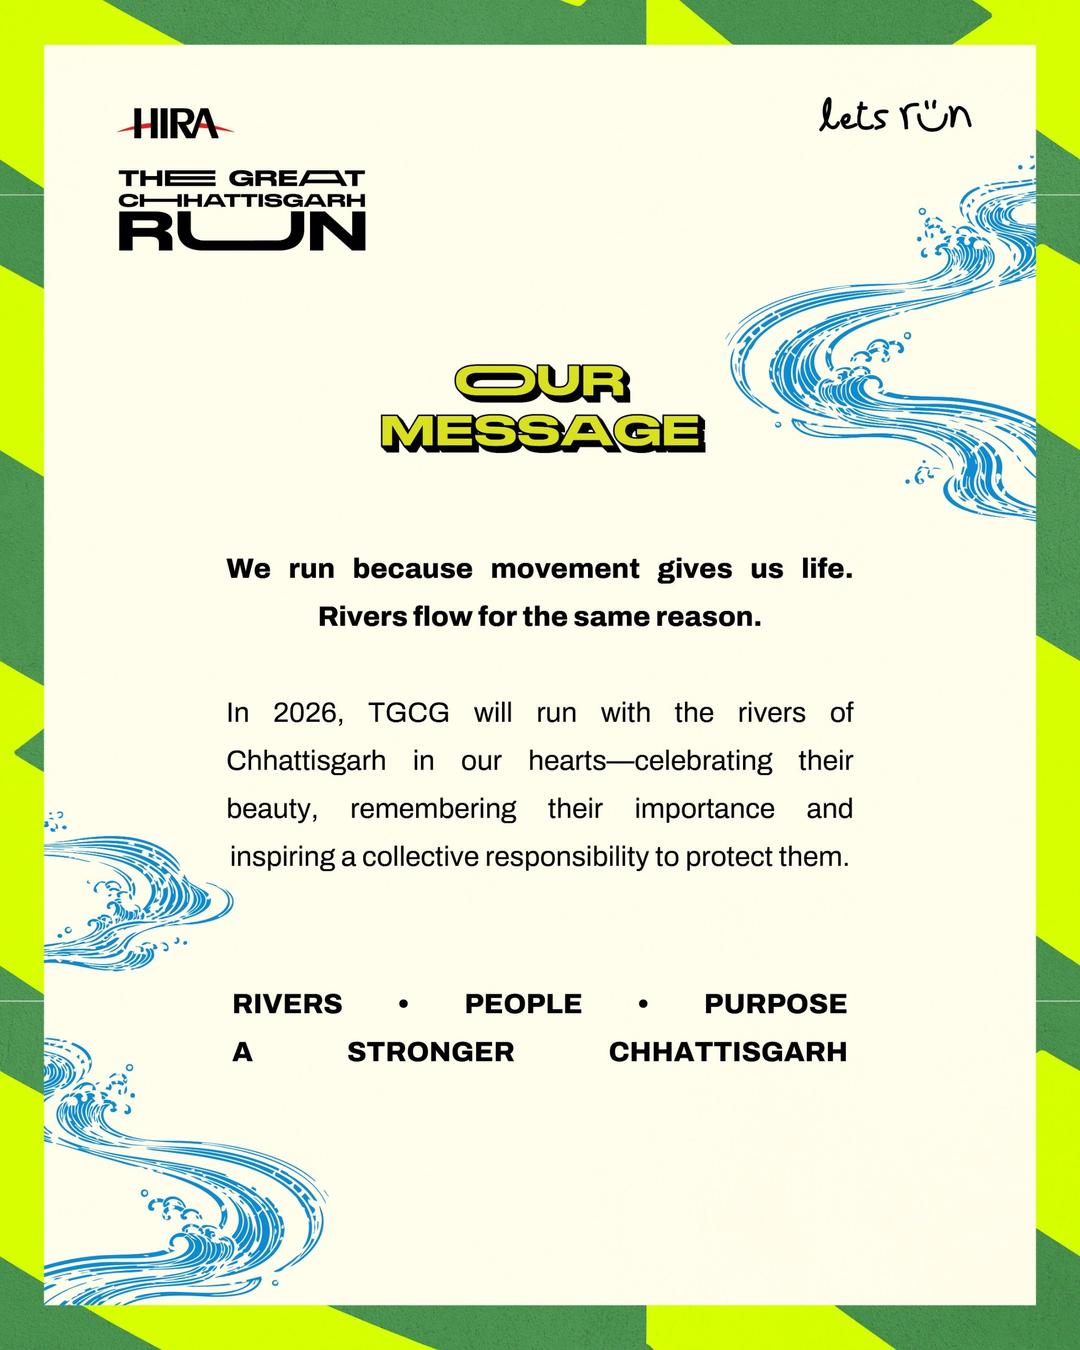 HIRA
lets run
THE GREAT
CHHATTISGARH
RUN
OUR
MESSAGE
We run because movement gives us life.
Rivers flow for the same reason.
In 2026, TGCG will run with the rivers of
Chhattisgarh in our hearts—celebrating their
beauty, remembering their importance and
inspiring a collective responsibility to protect them.
RIVERS • PEOPLE • PURPOSE
A STRONGER CHHATTISGARH